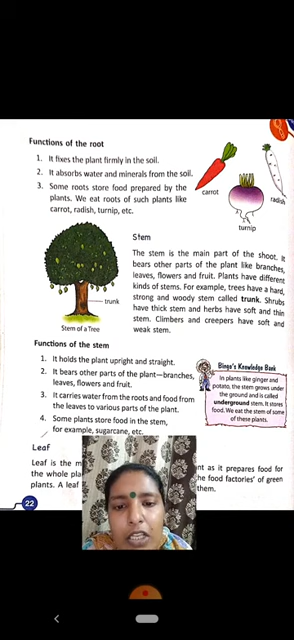 Functions of the root
1. It fixes the plant firmly in the soil.
2. It absorbs water and minerals from the soil.
3. Some roots store food prepared by the
plants. We eat roots of such plants like
carrot, radish, turnip, etc.
carrot
radish
turnip
Stem
The stem is the main part of the shoot. It
bears other parts of the plant like branches,
leaves, flowers and fruit. Plants have different
kinds of stems. For example, trees have a hard,
strong and woody stem called trunk. Shrubs
have thick stem and herbs have soft and thin
stem. Climbers and creepers have soft and
weak stem.
trunk
Stem of a Tree
Functions of the stem
1. It holds the plant upright and straight.
2. It bears other parts of the plant—branches,
leaves, flowers and fruit.
3. It carries water from the roots and food from
the leaves to various parts of the plant.
4. Some plants store food in the stem,
for example, sugarcane, etc.
Bingo's Knowledge Bank
In plants like ginger and
potato, the stem grows under
the ground and is called
underground stem. It stores
food. We eat the stem of some
of these plants.
Leaf
Leaf is the m
as it prepares food for
the whole
food factories' of green
plants. A leaf
them.
22